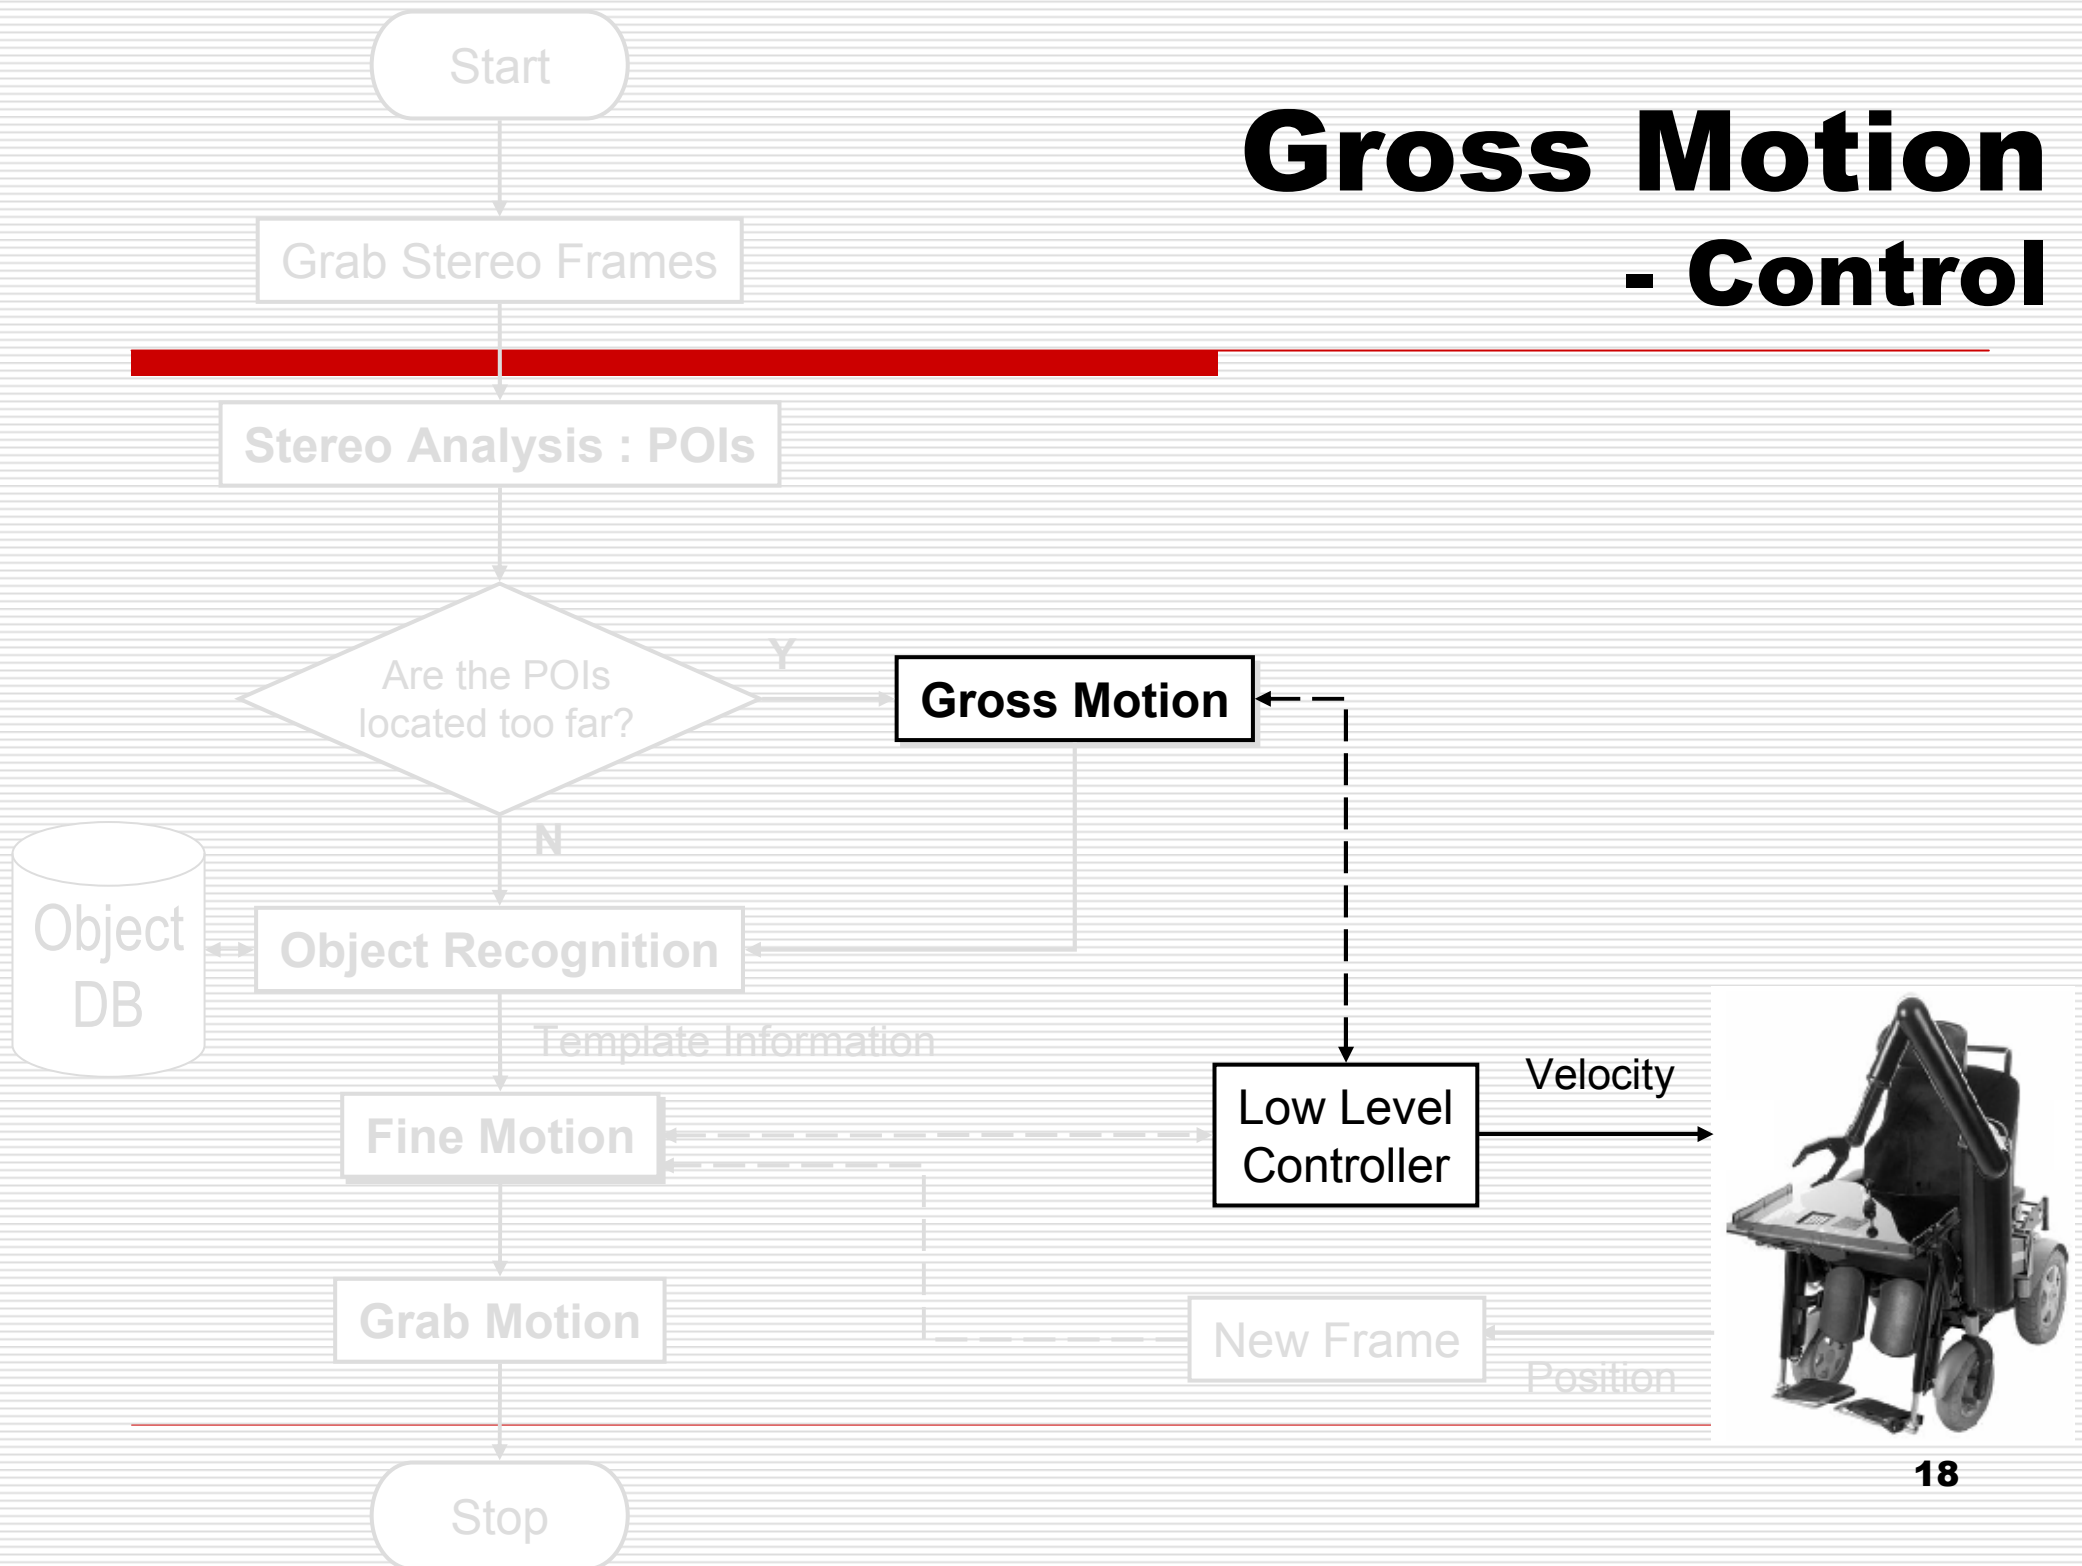 Start
Gross Motion
- Control
Grab Stereo Frames
Stereo Analysis : POIs
Are the POIs
located too far?
Y
Gross Motion
N
Object
DB
Object Recognition
Template Information
Fine Motion
Low Level
Controller
Velocity
Grab Motion
New Frame
Position
Stop
18